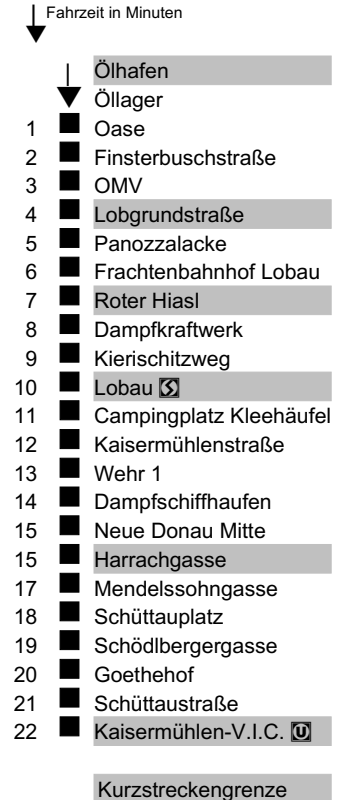 Fahrzeit in Minuten
Ölhafen
Öllager
1 Oase
2 Finsterbuschstraße
3 OMV
4 Lobgrundstraße
5 Panozzalacke
6 Frachtenbahnhof Lobau
7 Roter Hiasl
8 Dampfkraftwerk
9 Kierischitzweg
10 Lobau S
11 Campingplatz Kleehäufel
12 Kaisermühlenstraße
13 Wehr 1
14 Dampfschiffhaufen
15 Neue Donau Mitte
15 Harrachgasse
17 Mendelssohngasse
18 Schüttauplatz
19 Schödlbergergasse
20 Goethehof
21 Schüttaustraße
22 Kaisermühlen-V.I.C. U
Kurzstreckengrenze